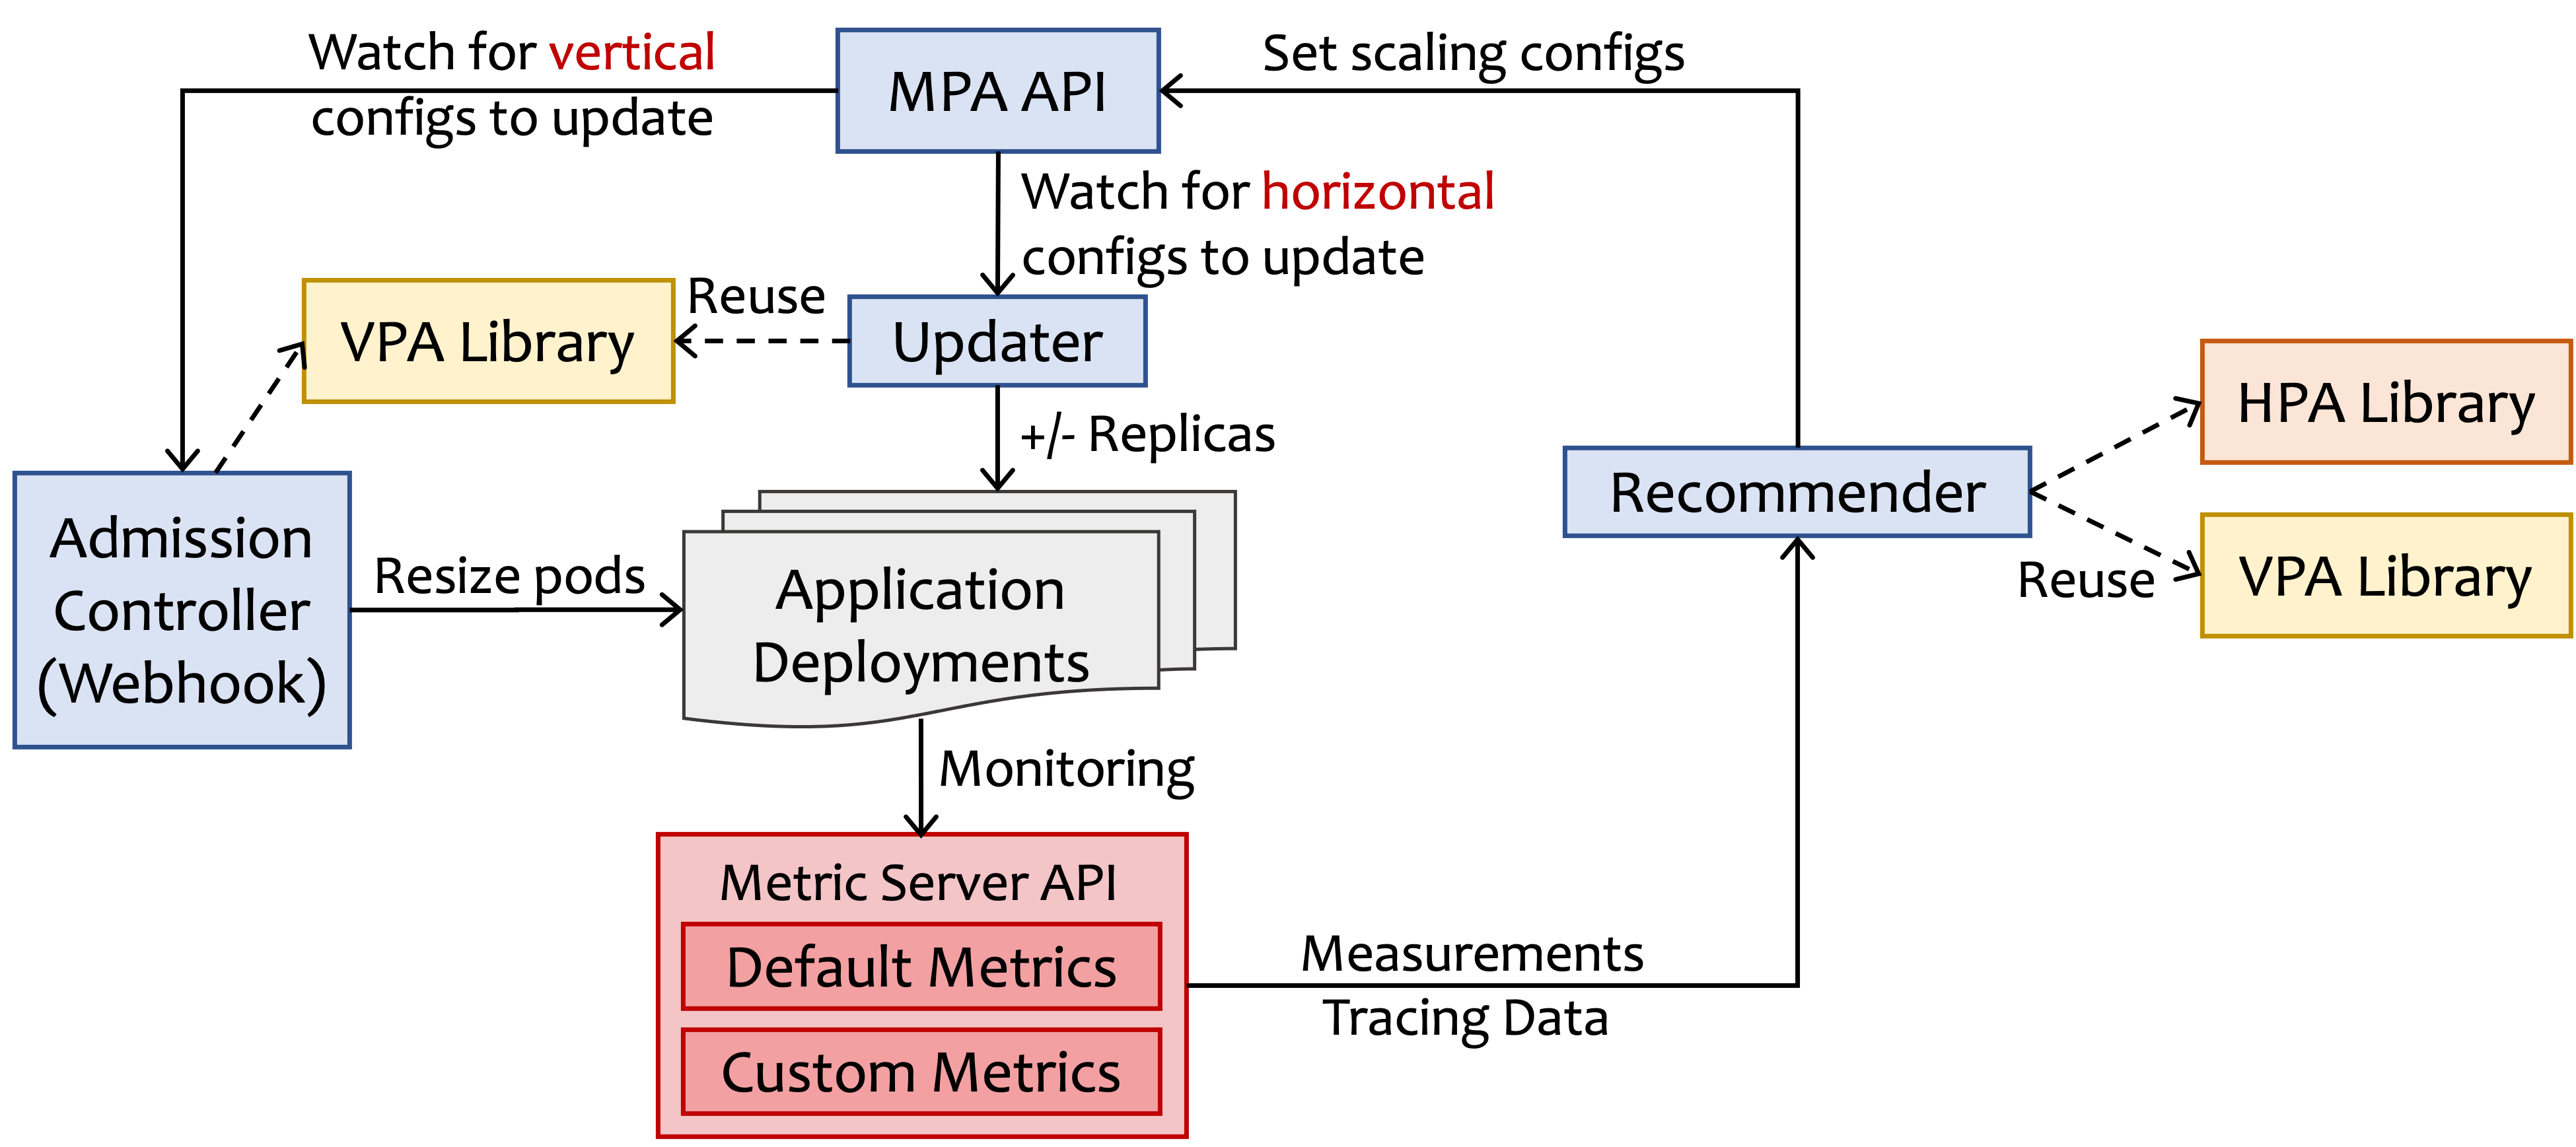 Watch for vertical
configs to update
MPA API
Set scaling configs
Watch for horizontal
configs to update
VPA Library
Reuse
Updater
+/- Replicas
HPA Library
Recommender
Reuse
VPA Library
Admission
Controller
(Webhook)
Resize pods
Application
Deployments
Monitoring
Metric Server API
Default Metrics
Custom Metrics
Measurements
Tracing Data